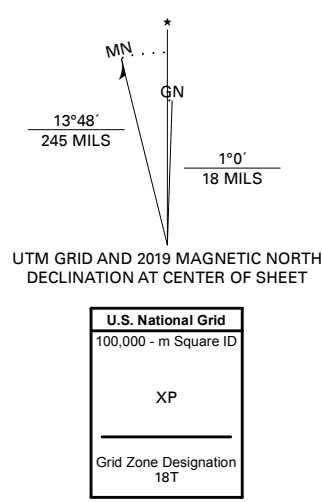 MN
GN
13°48´
245 MILS
1°0´
18 MILS
UTM GRID AND 2019 MAGNETIC NORTH
DECLINATION AT CENTER OF SHEET
U.S. National Grid
100,000 - m Square ID
XP
Grid Zone Designation
18T